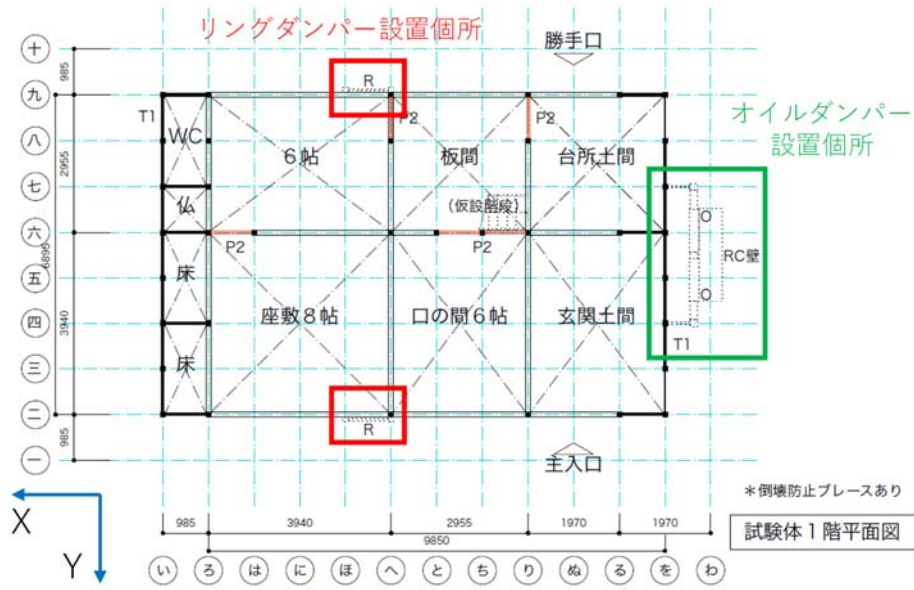 リングダンパー設置個所
オイルダンパー
設置個所
十
九
八
七
六
五
四
三
二
一
985
2955
6895
3940
985
勝手口
R
T1
WC
P2
P2
6帖
板間
台所土間
仏
(仮設階段)
P2
P2
床
座敷8帖
口の間6帖
玄関土間
床
O
RC壁
O
T1
R
主入口
X
Y
*倒壊防止ブレースあり
試験体1階平面図
985
3940
2955
1970
1970
9850
い
ろ
は
に
ほ
へ
と
ち
り
ぬ
る
を
わ